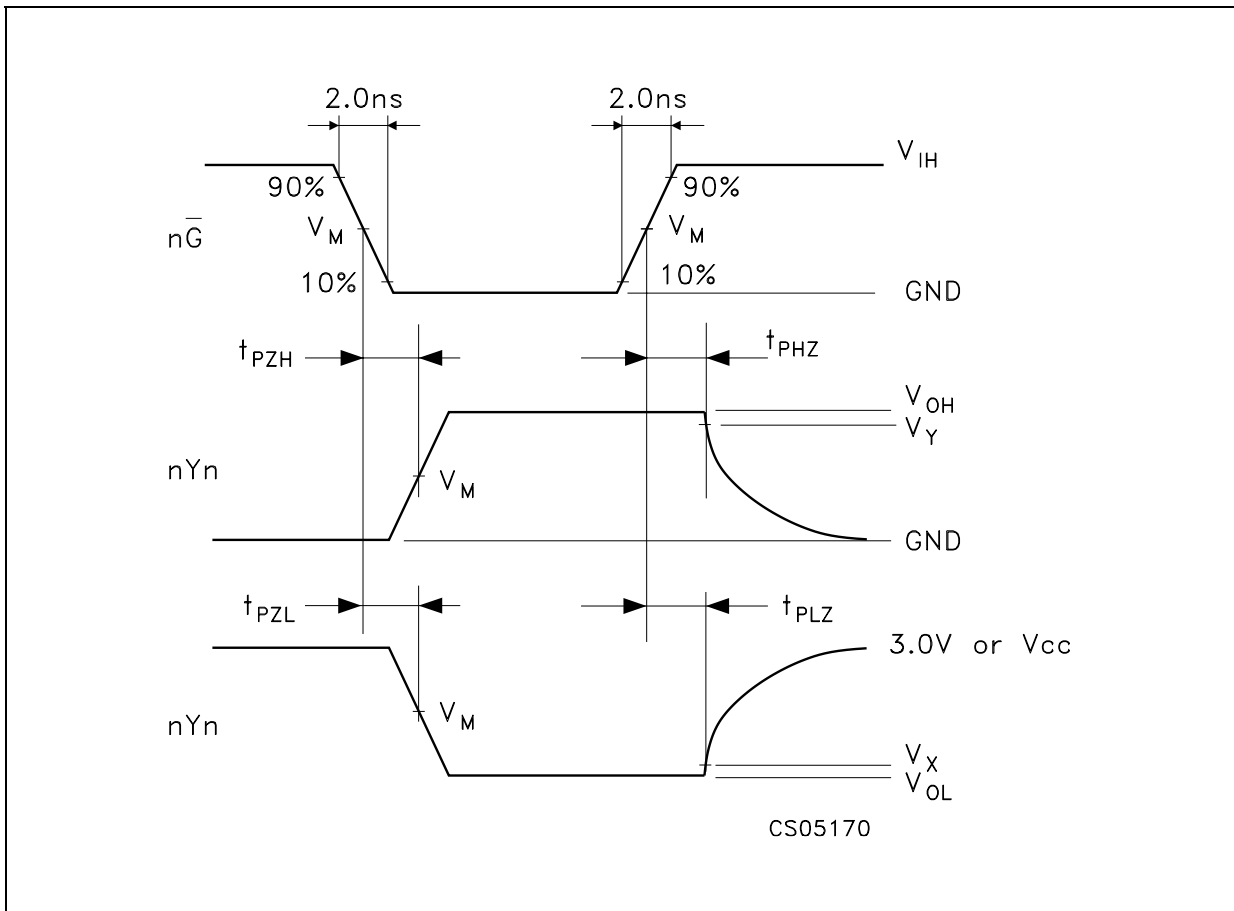 2.0ns 2.0ns
V_IH
90% 90%
nG̅ V_M V_M
10% 10%
GND
t_PZH t_PHZ
V_OH
V_Y
nYn V_M
GND
t_PZL t_PLZ
3.0V or Vcc
nYn V_M
V_X
V_OL
CS05170